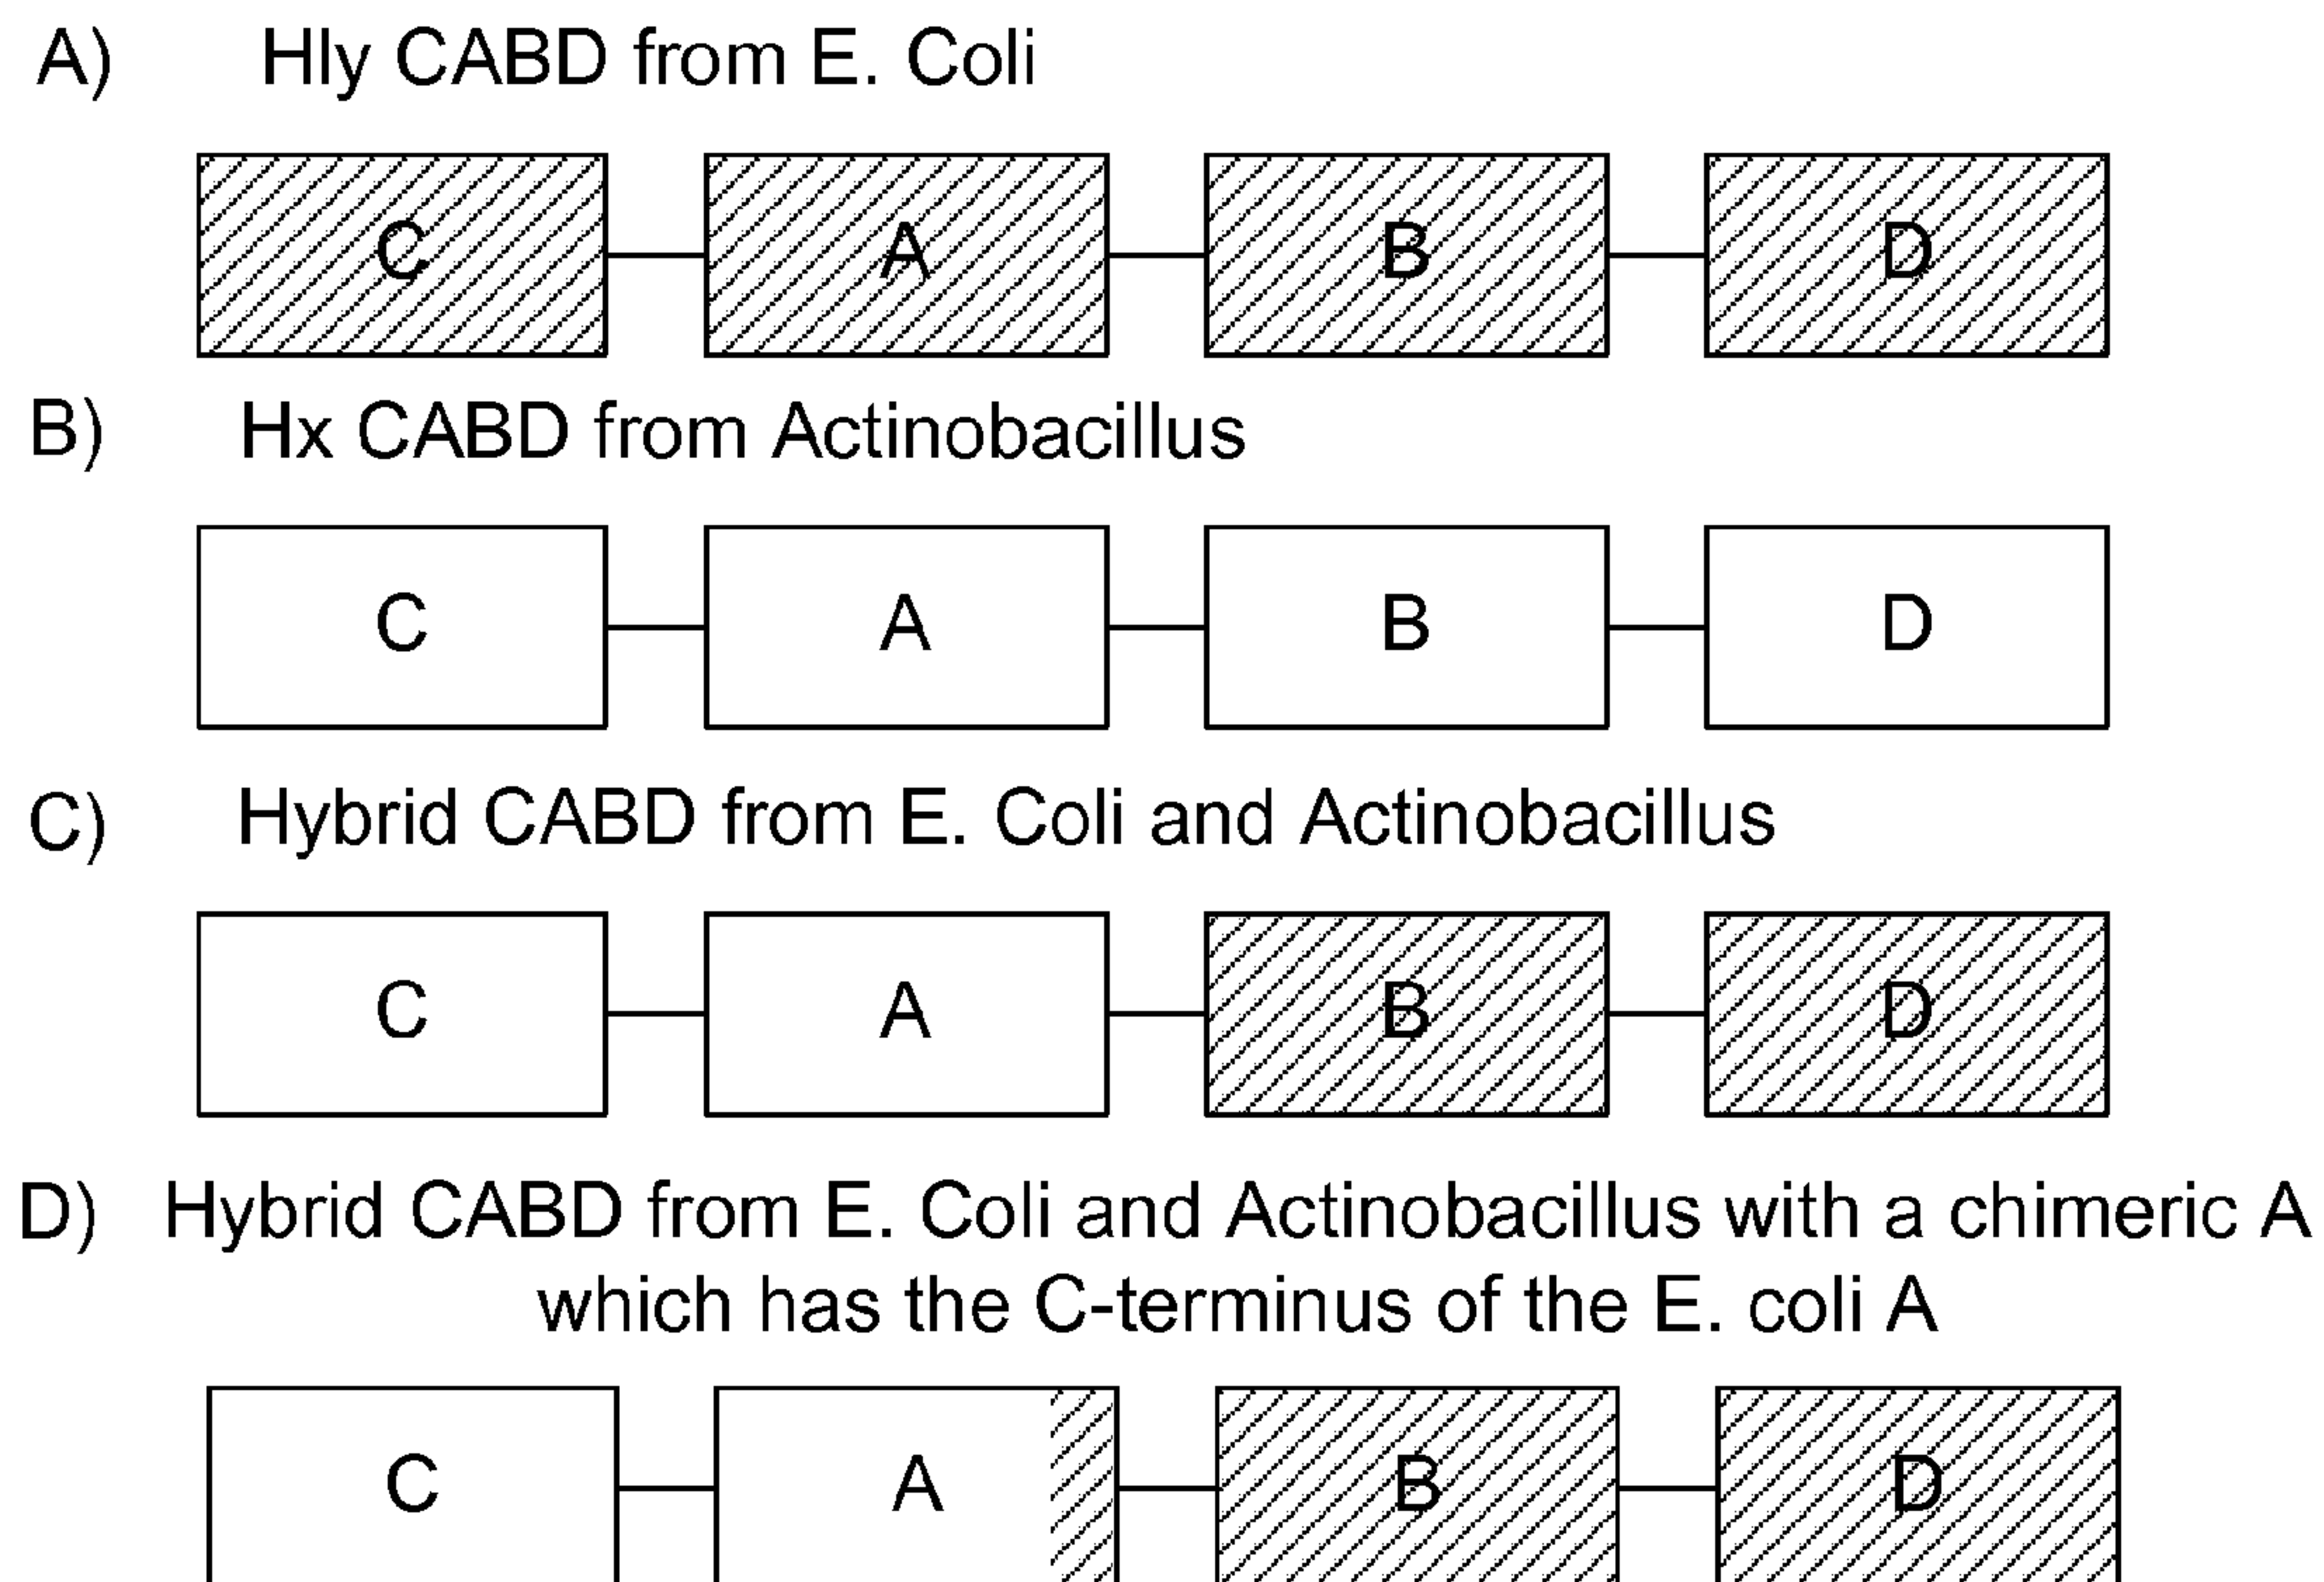 A) Hly CABD from E. Coli
C A B D
B) Hx CABD from Actinobacillus
C A B D
C) Hybrid CABD from E. Coli and Actinobacillus
C A B D
D) Hybrid CABD from E. Coli and Actinobacillus with a chimeric A
which has the C-terminus of the E. coli A
C A B D